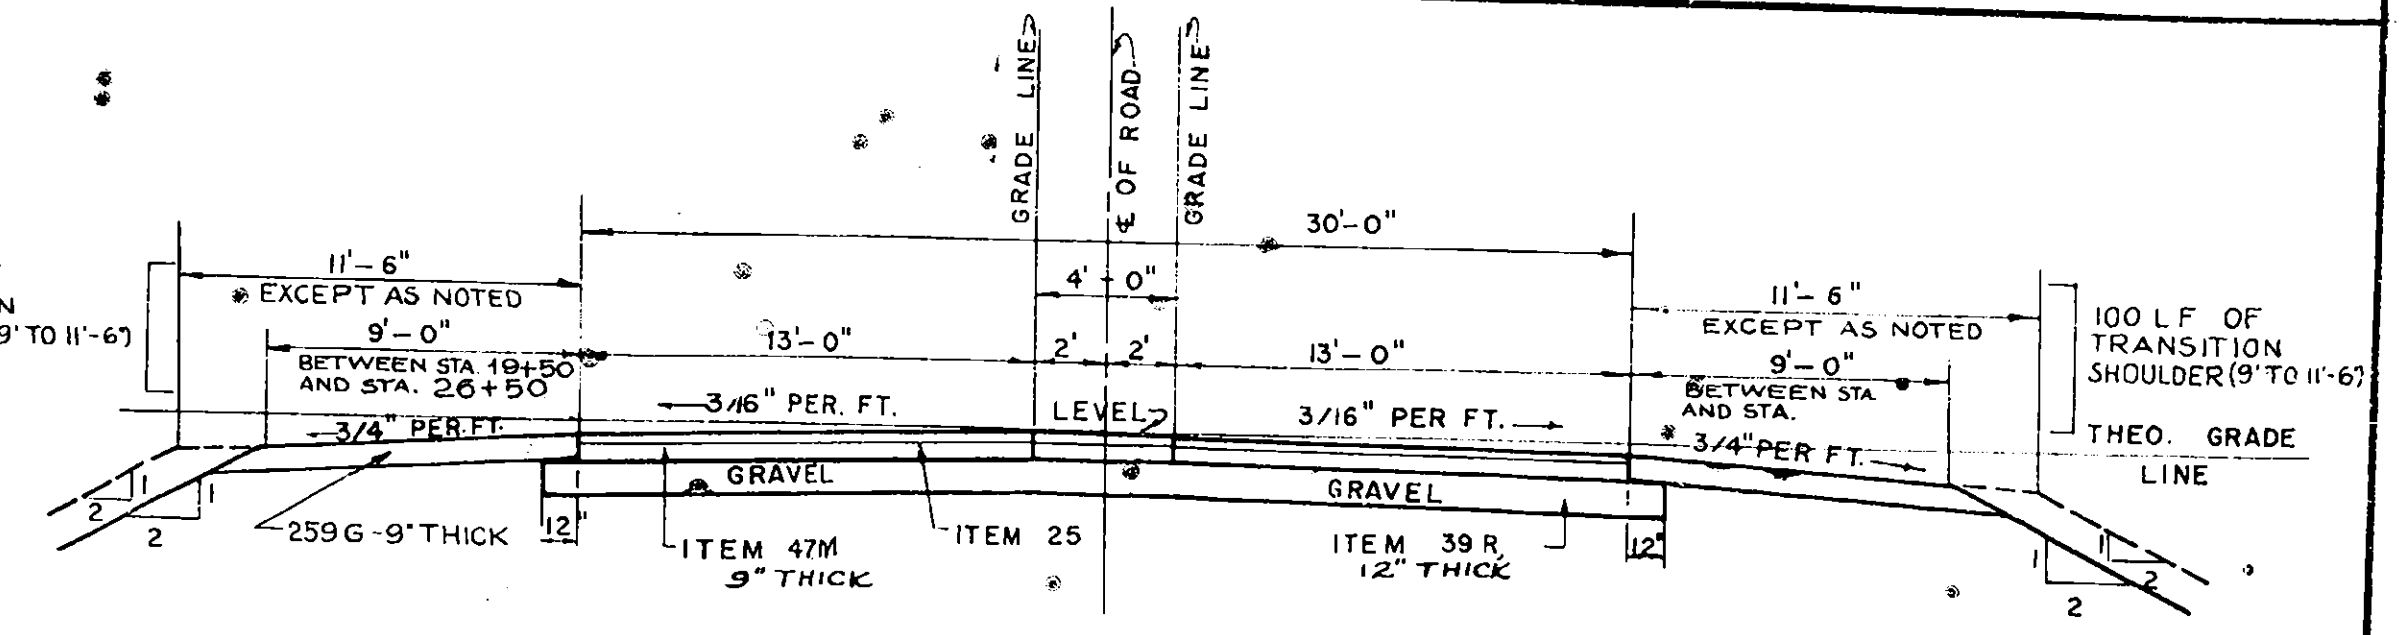 GRADE LINE
℄ OF ROAD
GRADE LINE
30'-0"
11'-6"
EXCEPT AS NOTED
4'-0"
11'-6"
EXCEPT AS NOTED
N
9' TO 11'-6")
9'-0"
BETWEEN STA. 19+50
AND STA. 26+50
13'-0"
2'
2'
13'-0"
9'-0"
BETWEEN STA
AND STA.
100 LF OF
TRANSITION
SHOULDER (9' TO 11'-6")
3/4" PER. FT.
3/16" PER. FT.
LEVEL
3/16" PER FT.
3/4" PER FT.
THEO. GRADE
LINE
GRAVEL
GRAVEL
1
2
1
2
259 G - 9" THICK
12"
ITEM 47M
9" THICK
ITEM 25
ITEM 39 R,
12" THICK
12"
1
2
1
2